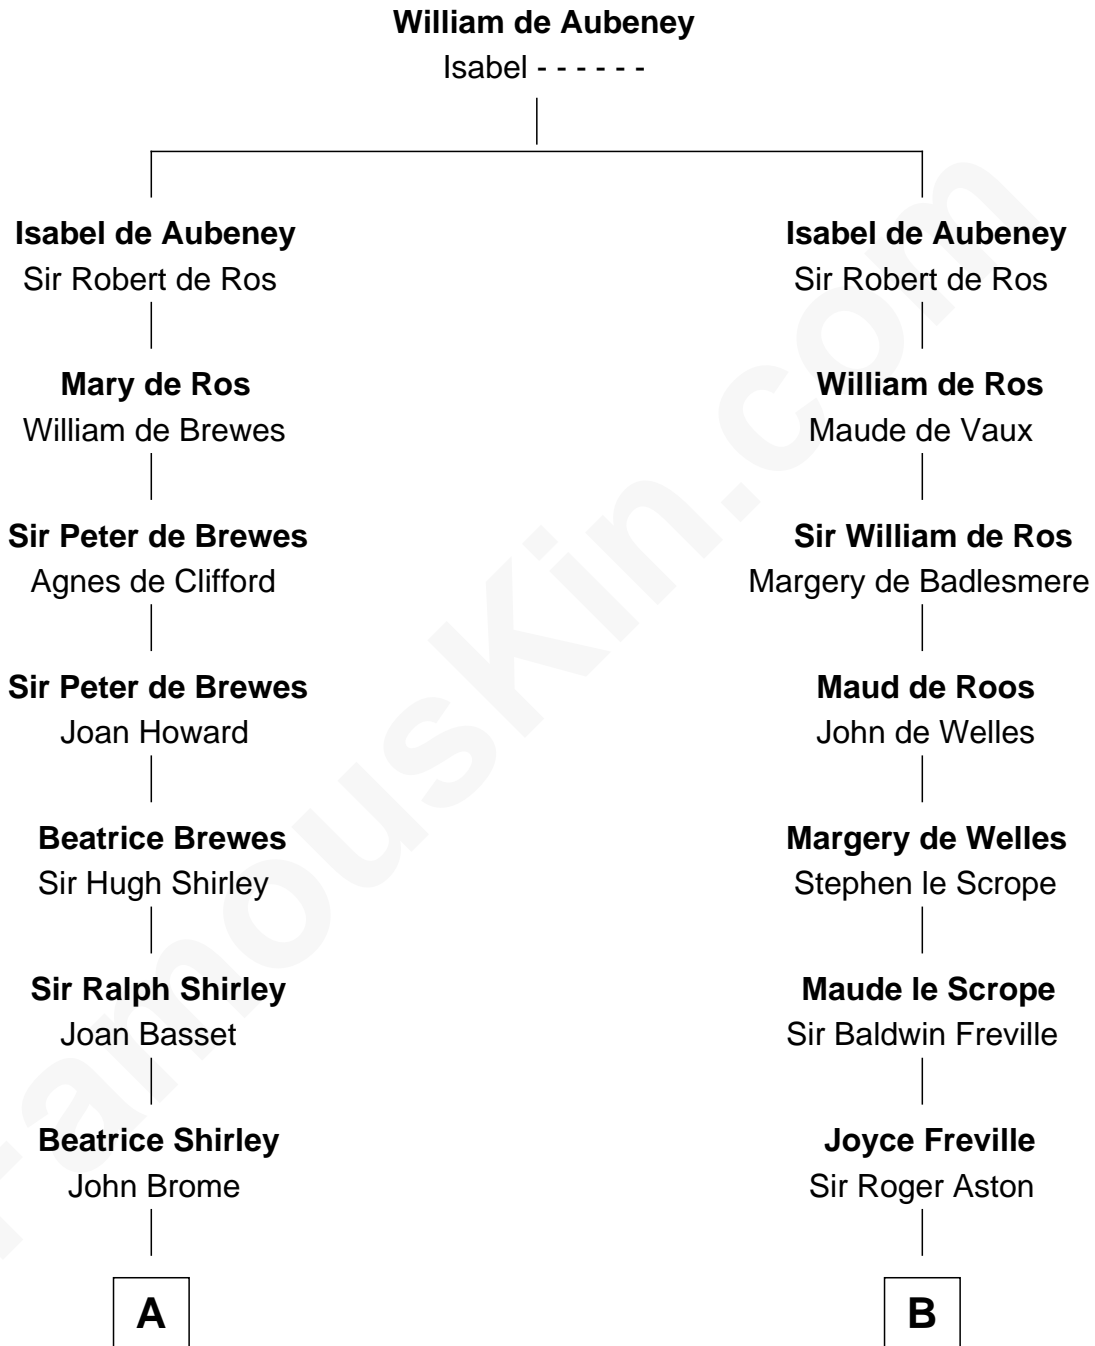 William de Aubeney
Isabel - - - - - -
Isabel de Aubeney
Sir Robert de Ros
Isabel de Aubeney
Sir Robert de Ros
Mary de Ros
William de Brewes
William de Ros
Maude de Vaux
Sir Peter de Brewes
Agnes de Clifford
Sir William de Ros
Margery de Badlesmere
Sir Peter de Brewes
Joan Howard
Maud de Roos
John de Welles
Beatrice Brewes
Sir Hugh Shirley
Margery de Welles
Stephen le Scrope
Sir Ralph Shirley
Joan Basset
Maude le Scrope
Sir Baldwin Freville
Beatrice Shirley
John Brome
Joyce Freville
Sir Roger Aston
A
B
FamousKin.com